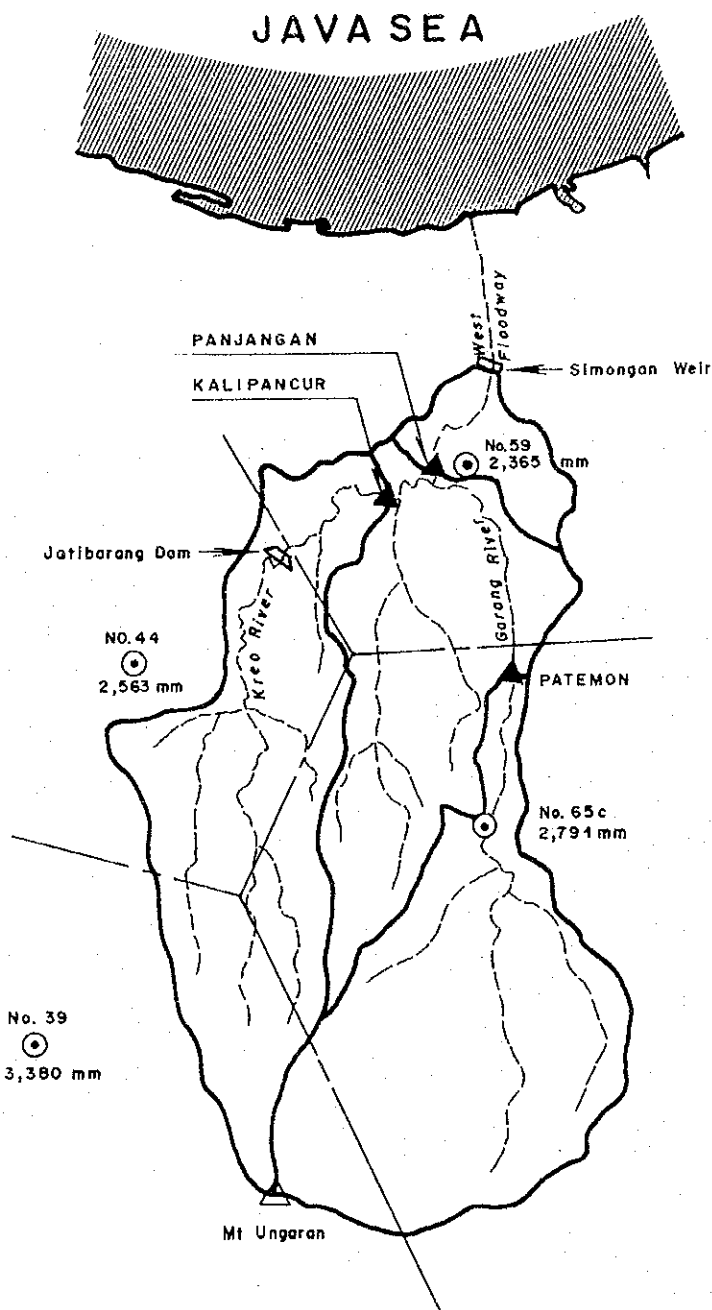 JAVA SEA
West
Floodway
PANJANGAN
Simongan Weir
KALIPANCUR
No.59
2,365 mm
Garang River
Jatibarang Dam
Kreo River
NO.44
2,563 mm
PATEMON
No. 65c
2,791 mm
No. 39
3,380 mm
Mt Ungaran